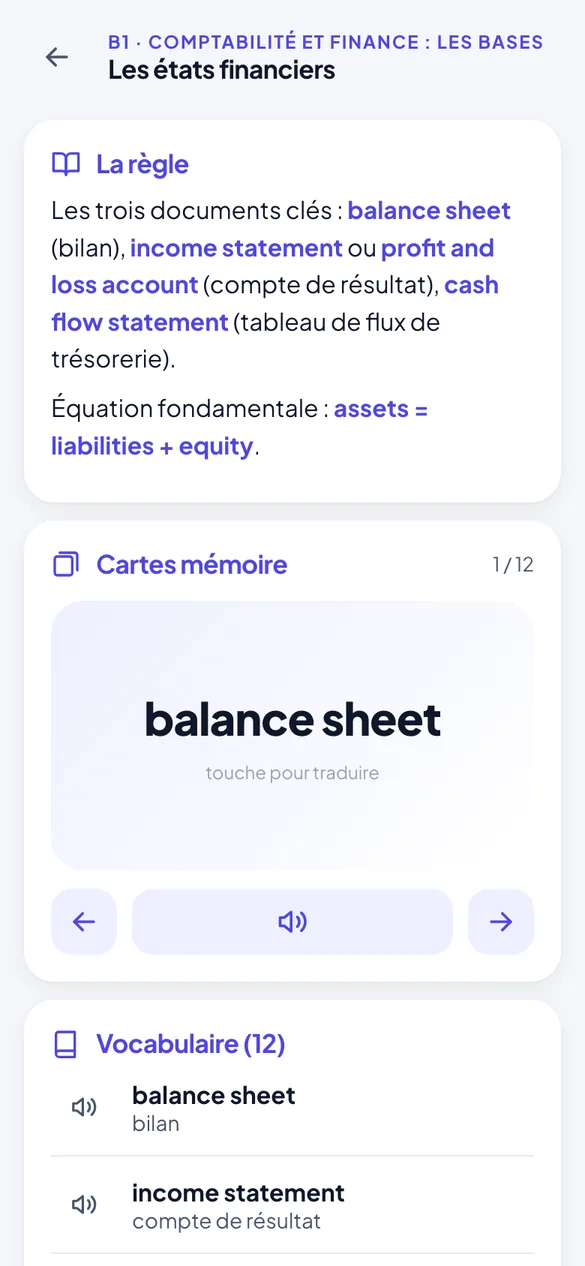 B1 · COMPTABILITÉ ET FINANCE : LES BASES
Les états financiers
La règle
Les trois documents clés : balance sheet
(bilan), income statement ou profit and
loss account (compte de résultat), cash
flow statement (tableau de flux de
trésorerie).
Équation fondamentale : assets =
liabilities + equity.
Cartes mémoire
1 / 12
balance sheet
touche pour traduire
Vocabulaire (12)
balance sheet
bilan
income statement
compte de résultat